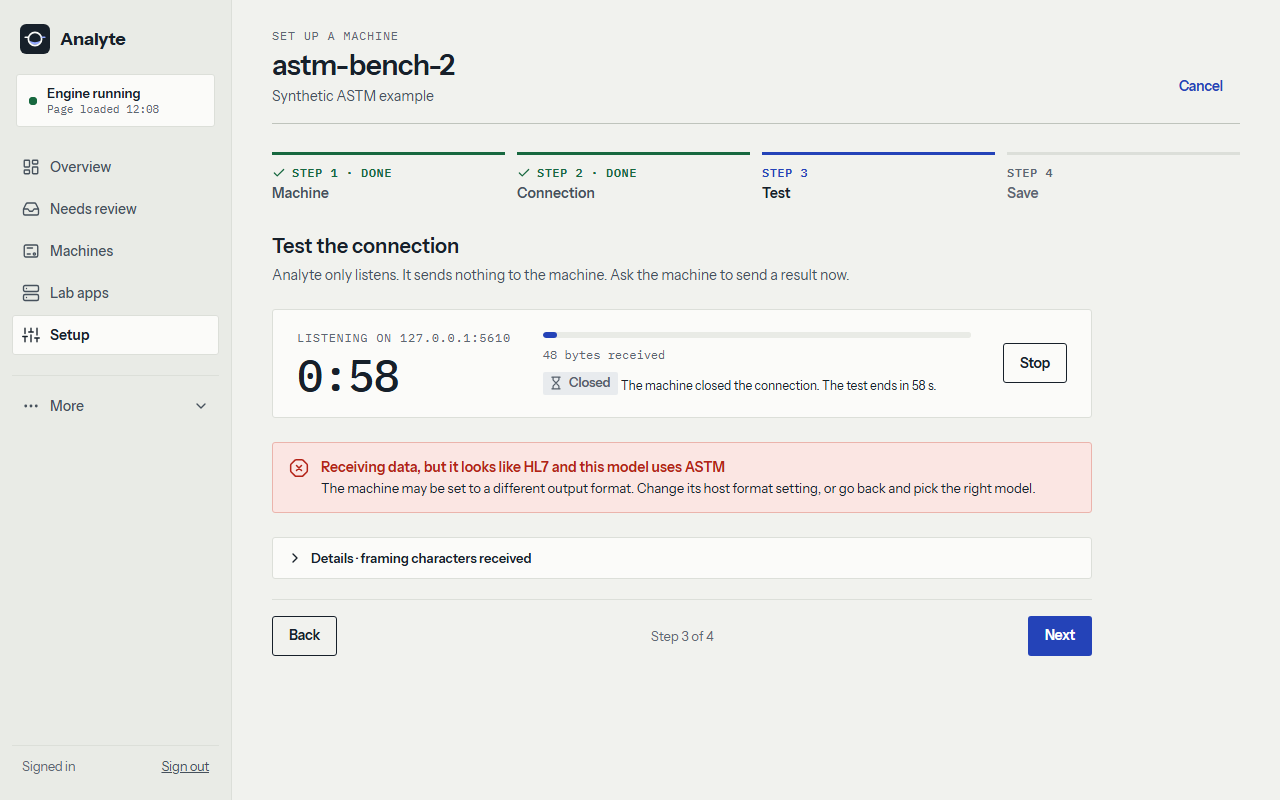 Analyte
Engine running
Page loaded 12:08
Overview
Needs review
Machines
Lab apps
Setup
More
Signed in
Sign out
SET UP A MACHINE
astm-bench-2
Synthetic ASTM example
Cancel
STEP 1 · DONE
Machine
STEP 2 · DONE
Connection
STEP 3
Test
STEP 4
Save
Test the connection
Analyte only listens. It sends nothing to the machine. Ask the machine to send a result now.
LISTENING ON 127.0.0.1:5610
0:58
48 bytes received
Closed The machine closed the connection. The test ends in 58 s.
Stop
Receiving data, but it looks like HL7 and this model uses ASTM
The machine may be set to a different output format. Change its host format setting, or go back and pick the right model.
Details · framing characters received
Back
Step 3 of 4
Next